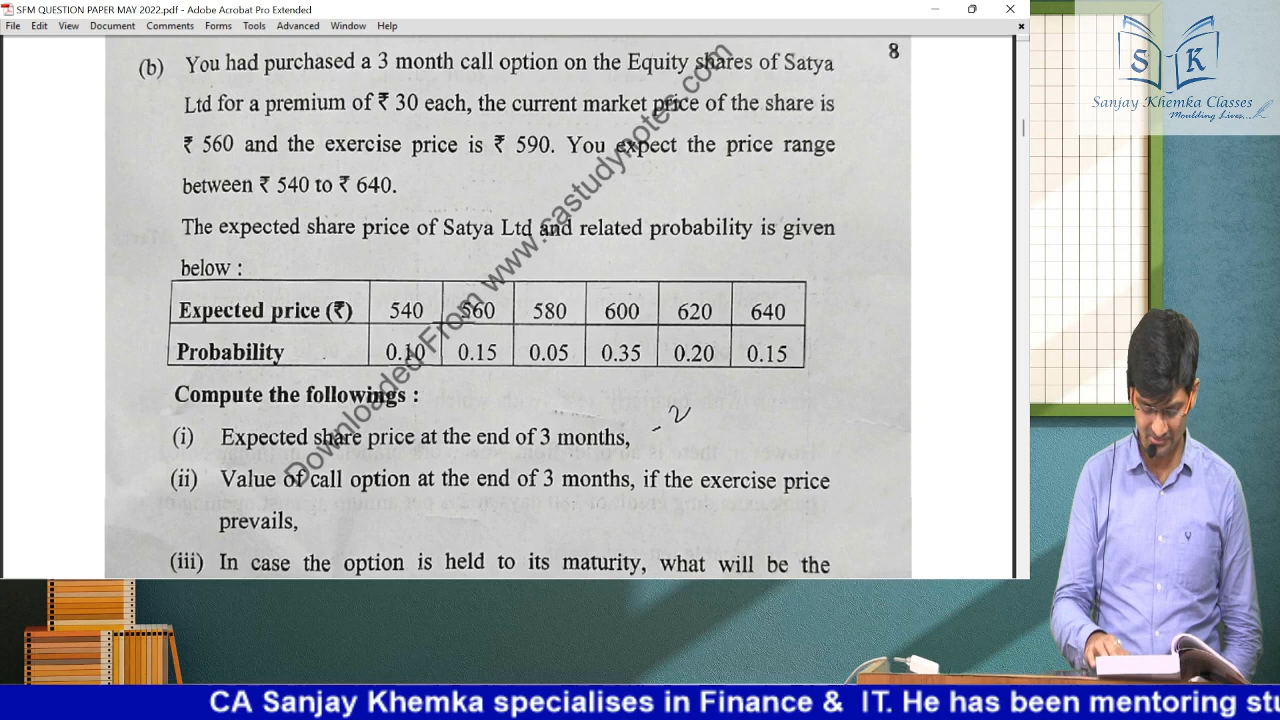 SFM QUESTION PAPER MAY 2022.pdf - Adobe Acrobat Pro Extended
File Edit View Document Comments Forms Tools Advanced Window Help
8
(b) You had purchased a 3 month call option on the Equity shares of Satya
Ltd for a premium of ₹ 30 each, the current market price of the share is
₹ 560 and the exercise price is ₹ 590. You expect the price range
between ₹ 540 to ₹ 640.
The expected share price of Satya Ltd and related probability is given
below :
Expected price (₹) 540 560 580 600 620 640
Probability 0.10 0.15 0.05 0.35 0.20 0.15
Compute the followings :
(i) Expected share price at the end of 3 months, - 2
(ii) Value of call option at the end of 3 months, if the exercise price
prevails,
(iii) In case the option is held to its maturity, what will be the
Downloaded From www.castudynotes.com
S K
Sanjay Khemka Classes
Moulding Lives...
CA Sanjay Khemka specialises in Finance & IT. He has been mentoring stu